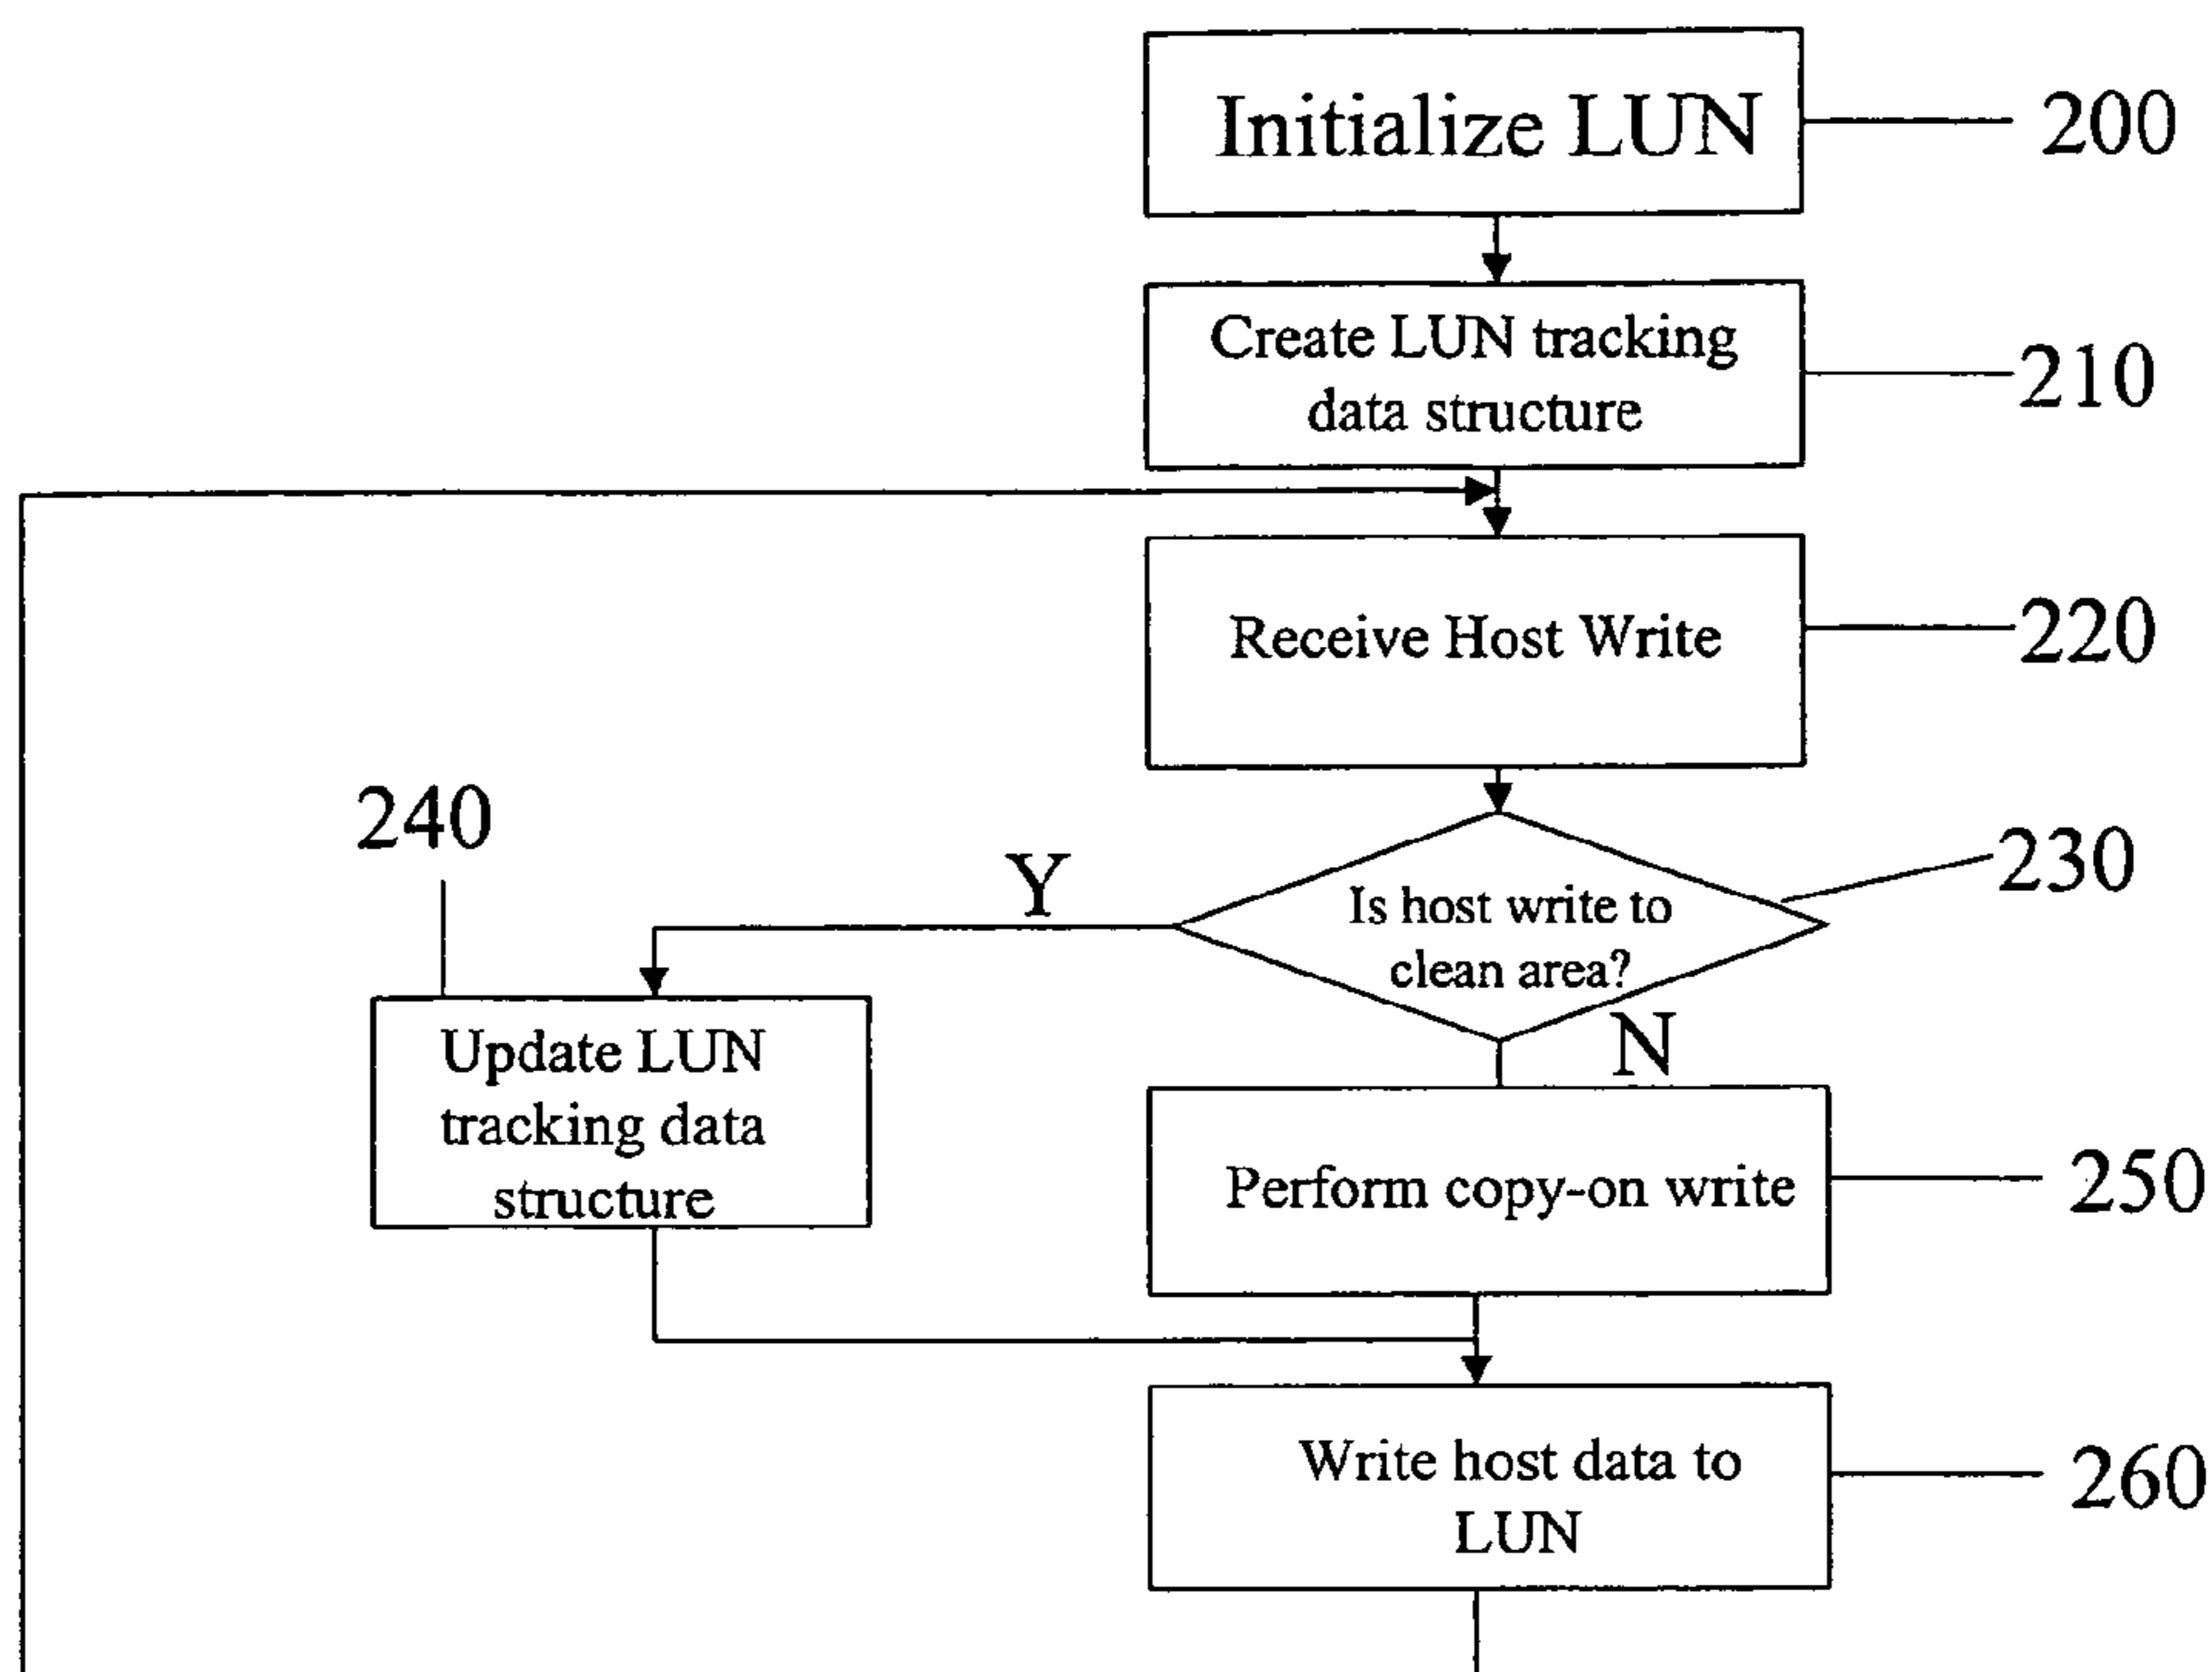 Initialize LUN
200
Create LUN tracking
data structure
210
Receive Host Write
220
240
Y
Is host write to
clean area?
230
N
Update LUN
tracking data
structure
Perform copy-on write
250
Write host data to
LUN
260